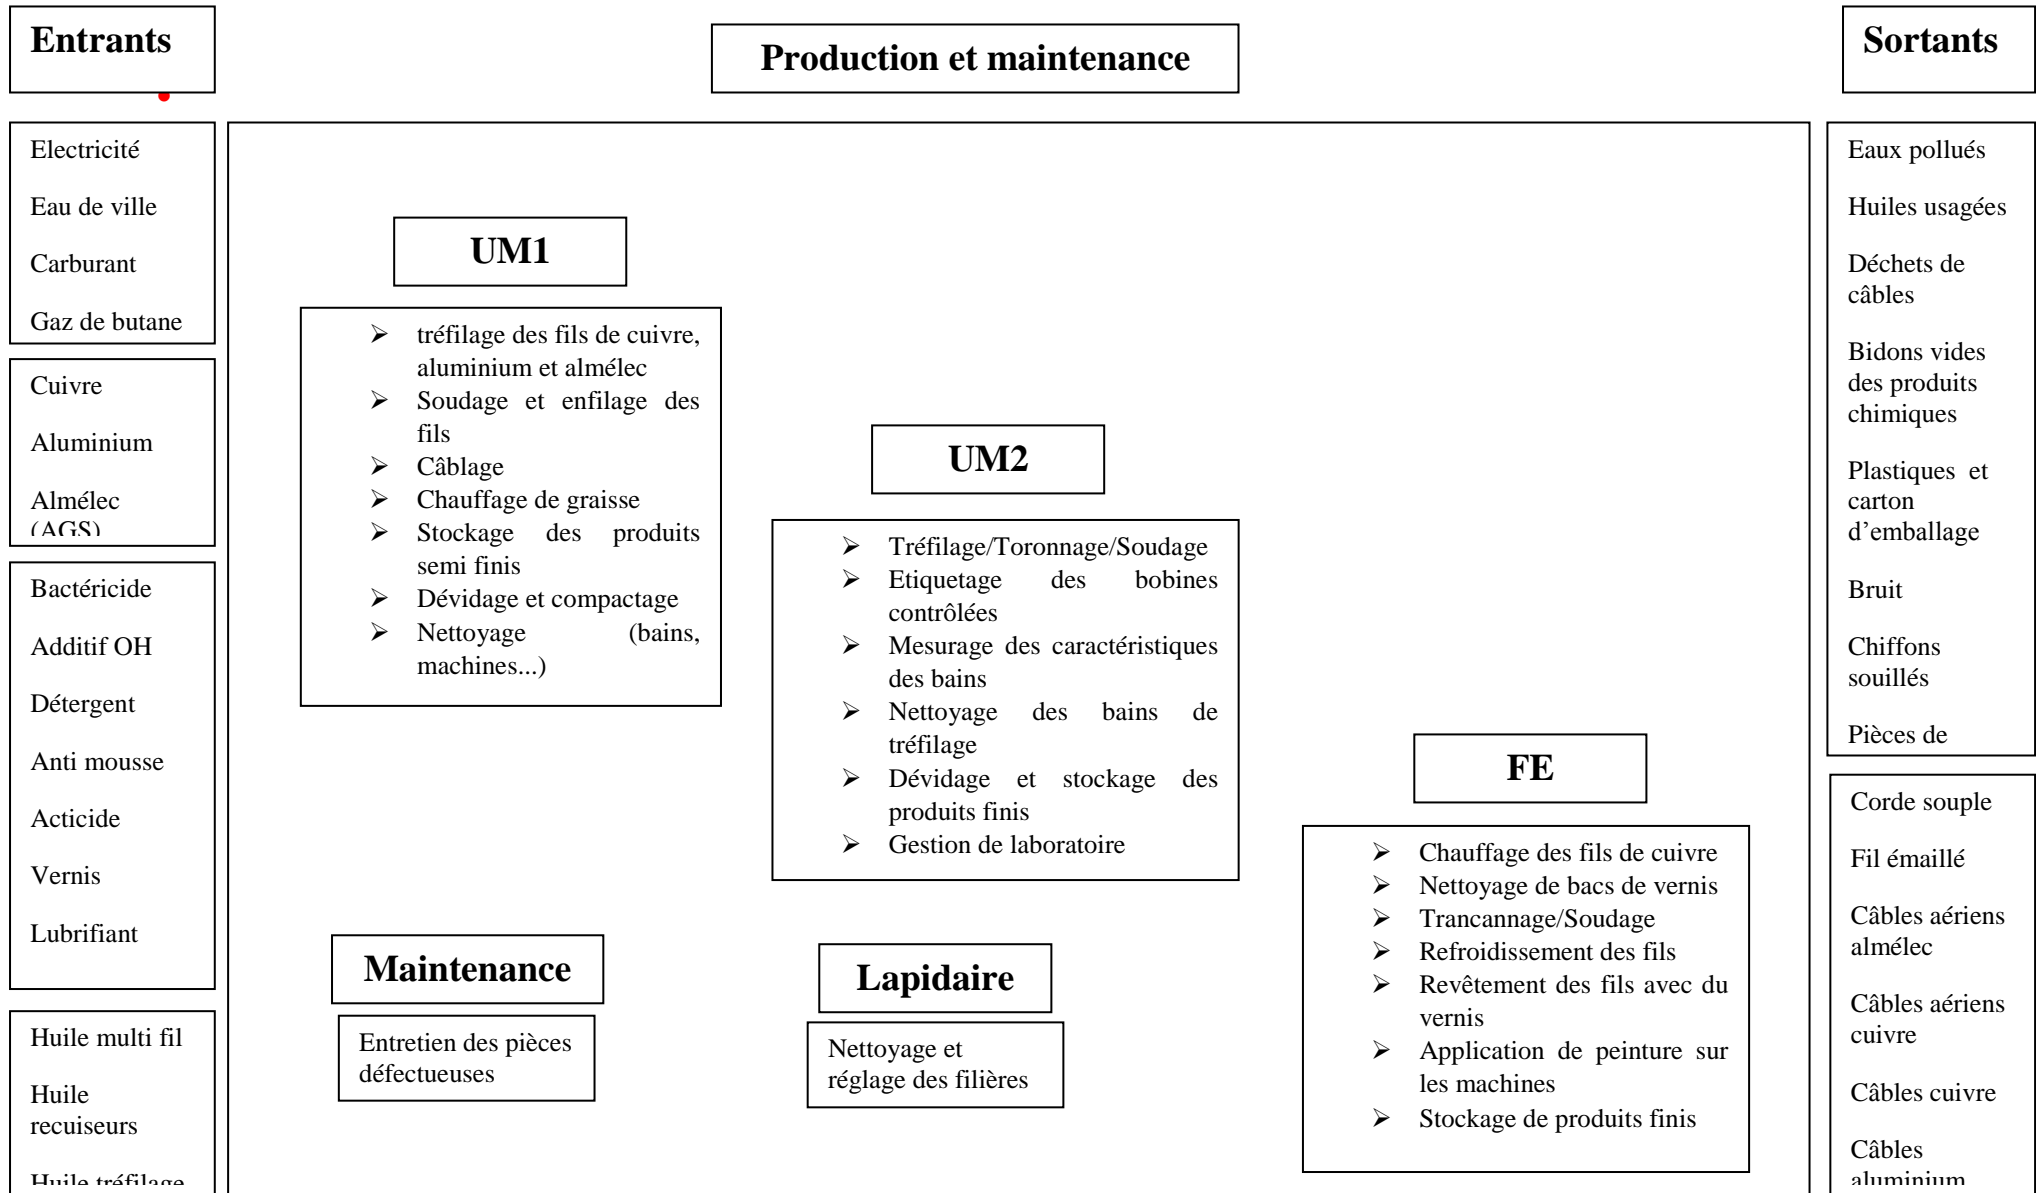 Entrants
Production et maintenance
Sortants
Electricité
Eau de ville
Carburant
Gaz de butane
Cuivre
Aluminium
Almélec
(AGS)
Bactéricide
Additif OH
Détergent
Anti mousse
Acticide
Vernis
Lubrifiant
Huile multi fil
Huile
recuiseurs
Huile tréfilage
UM1
➢ tréfilage des fils de cuivre,
aluminium et almélec
➢ Soudage et enfilage des
fils
➢ Câblage
➢ Chauffage de graisse
➢ Stockage des produits
semi finis
➢ Dévidage et compactage
➢ Nettoyage (bains,
machines...)
UM2
➢ Tréfilage/Toronnage/Soudage
➢ Etiquetage des bobines
contrôlées
➢ Mesurage des caractéristiques
des bains
➢ Nettoyage des bains de
tréfilage
➢ Dévidage et stockage des
produits finis
➢ Gestion de laboratoire
FE
➢ Chauffage des fils de cuivre
➢ Nettoyage de bacs de vernis
➢ Trancannage/Soudage
➢ Refroidissement des fils
➢ Revêtement des fils avec du
vernis
➢ Application de peinture sur
les machines
➢ Stockage de produits finis
Maintenance
Entretien des pièces
défectueuses
Lapidaire
Nettoyage et
réglage des filières
Eaux pollués
Huiles usagées
Déchets de
câbles
Bidons vides
des produits
chimiques
Plastiques et
carton
d’emballage
Bruit
Chiffons
souillés
Pièces de
Corde souple
Fil émaillé
Câbles aériens
almélec
Câbles aériens
cuivre
Câbles cuivre
Câbles
aluminium